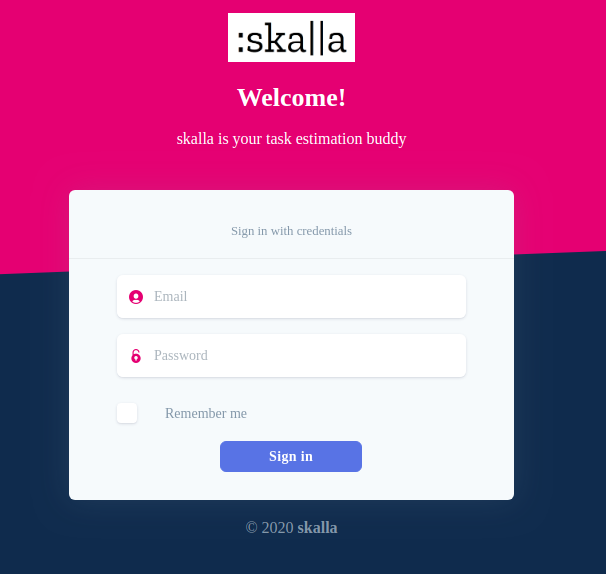 :skalla
Welcome!
skalla is your task estimation buddy
Sign in with credentials
Email
Password
Remember me
Sign in
© 2020 skalla